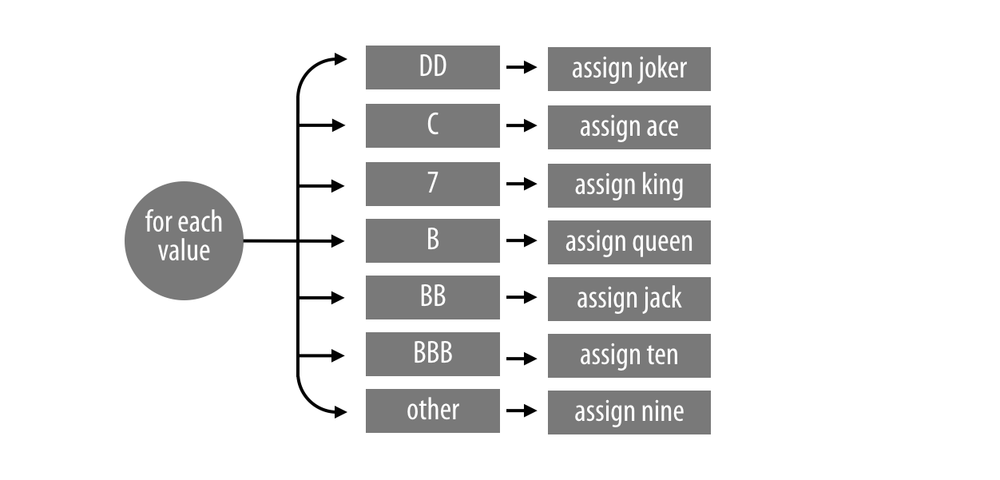 for each
value
DD
assign joker
C
assign ace
7
assign king
B
assign queen
BB
assign jack
BBB
assign ten
other
assign nine